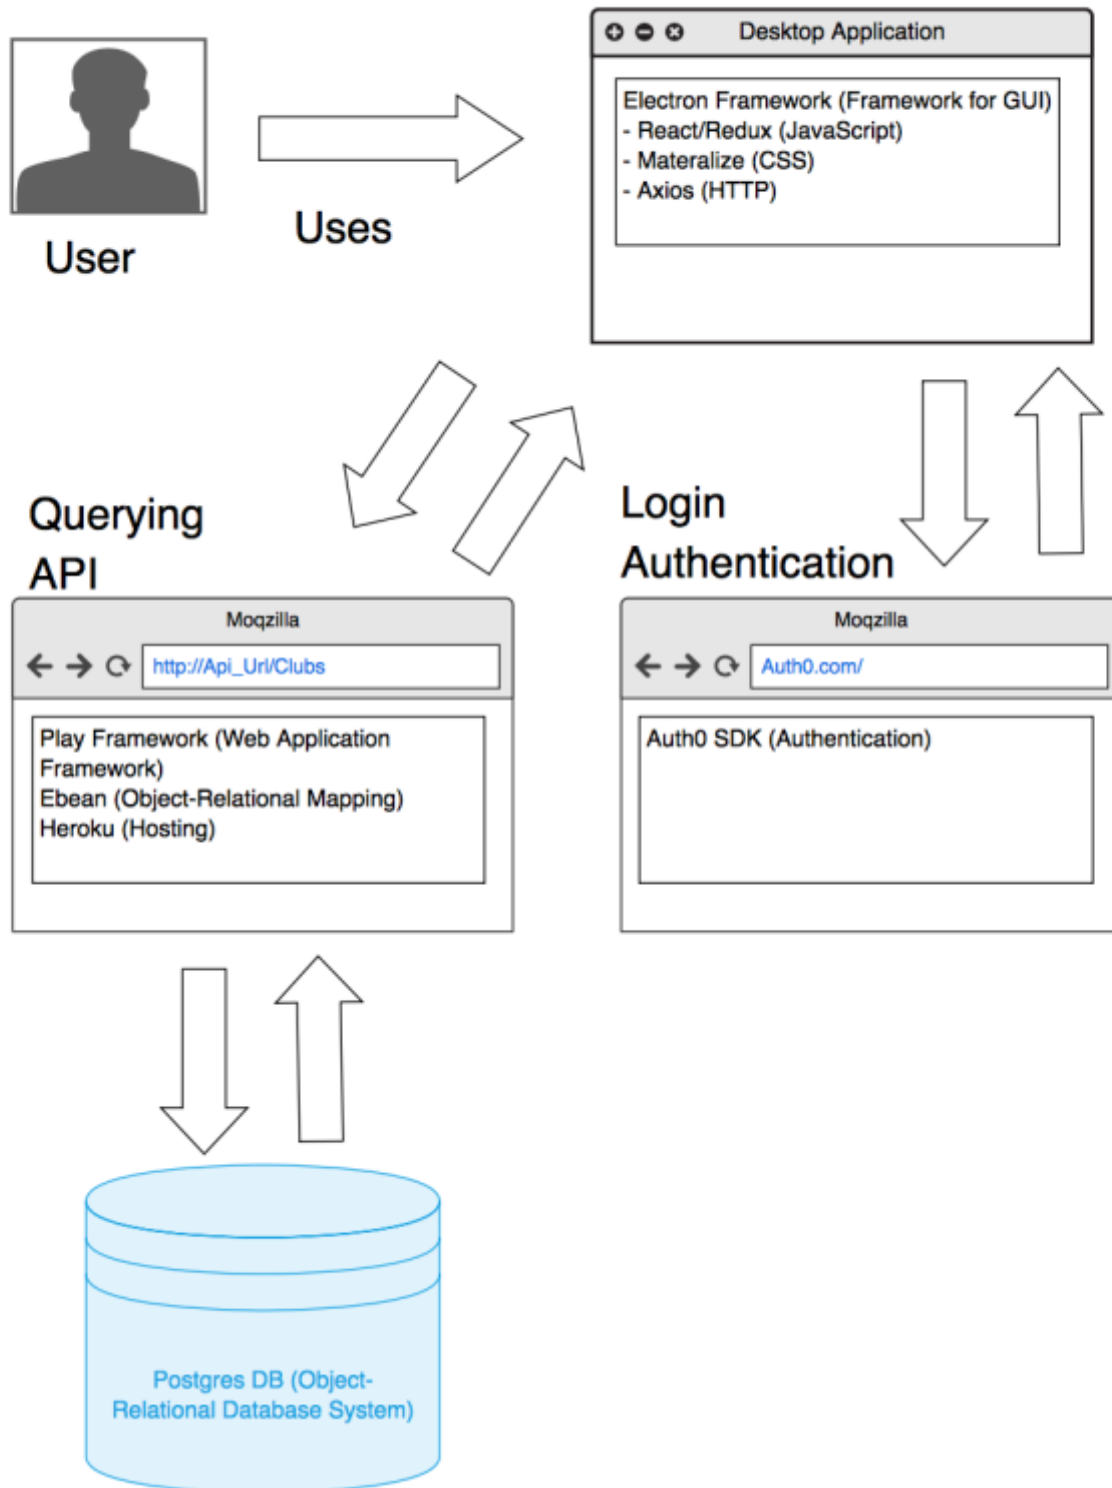 Desktop Application
Electron Framework (Framework for GUI)
- React/Redux (JavaScript)
- Materalize (CSS)
- Axios (HTTP)
Uses
User
Querying
API
Login
Authentication
Moqzilla
http://Api_Url/Clubs
Play Framework (Web Application
Framework)
Ebean (Object-Relational Mapping)
Heroku (Hosting)
Moqzilla
Auth0.com/
Auth0 SDK (Authentication)
Postgres DB (Object-
Relational Database System)